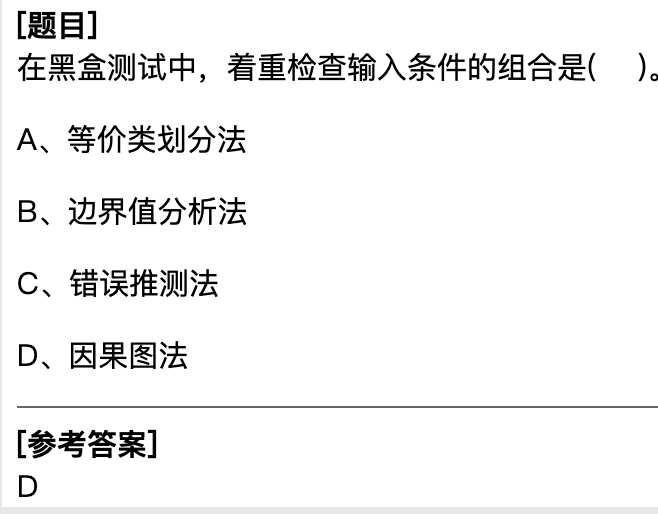 [题目]
在黑盒测试中，着重检查输入条件的组合是(    )。
A、等价类划分法
B、边界值分析法
C、错误推测法
D、因果图法
[参考答案]
D